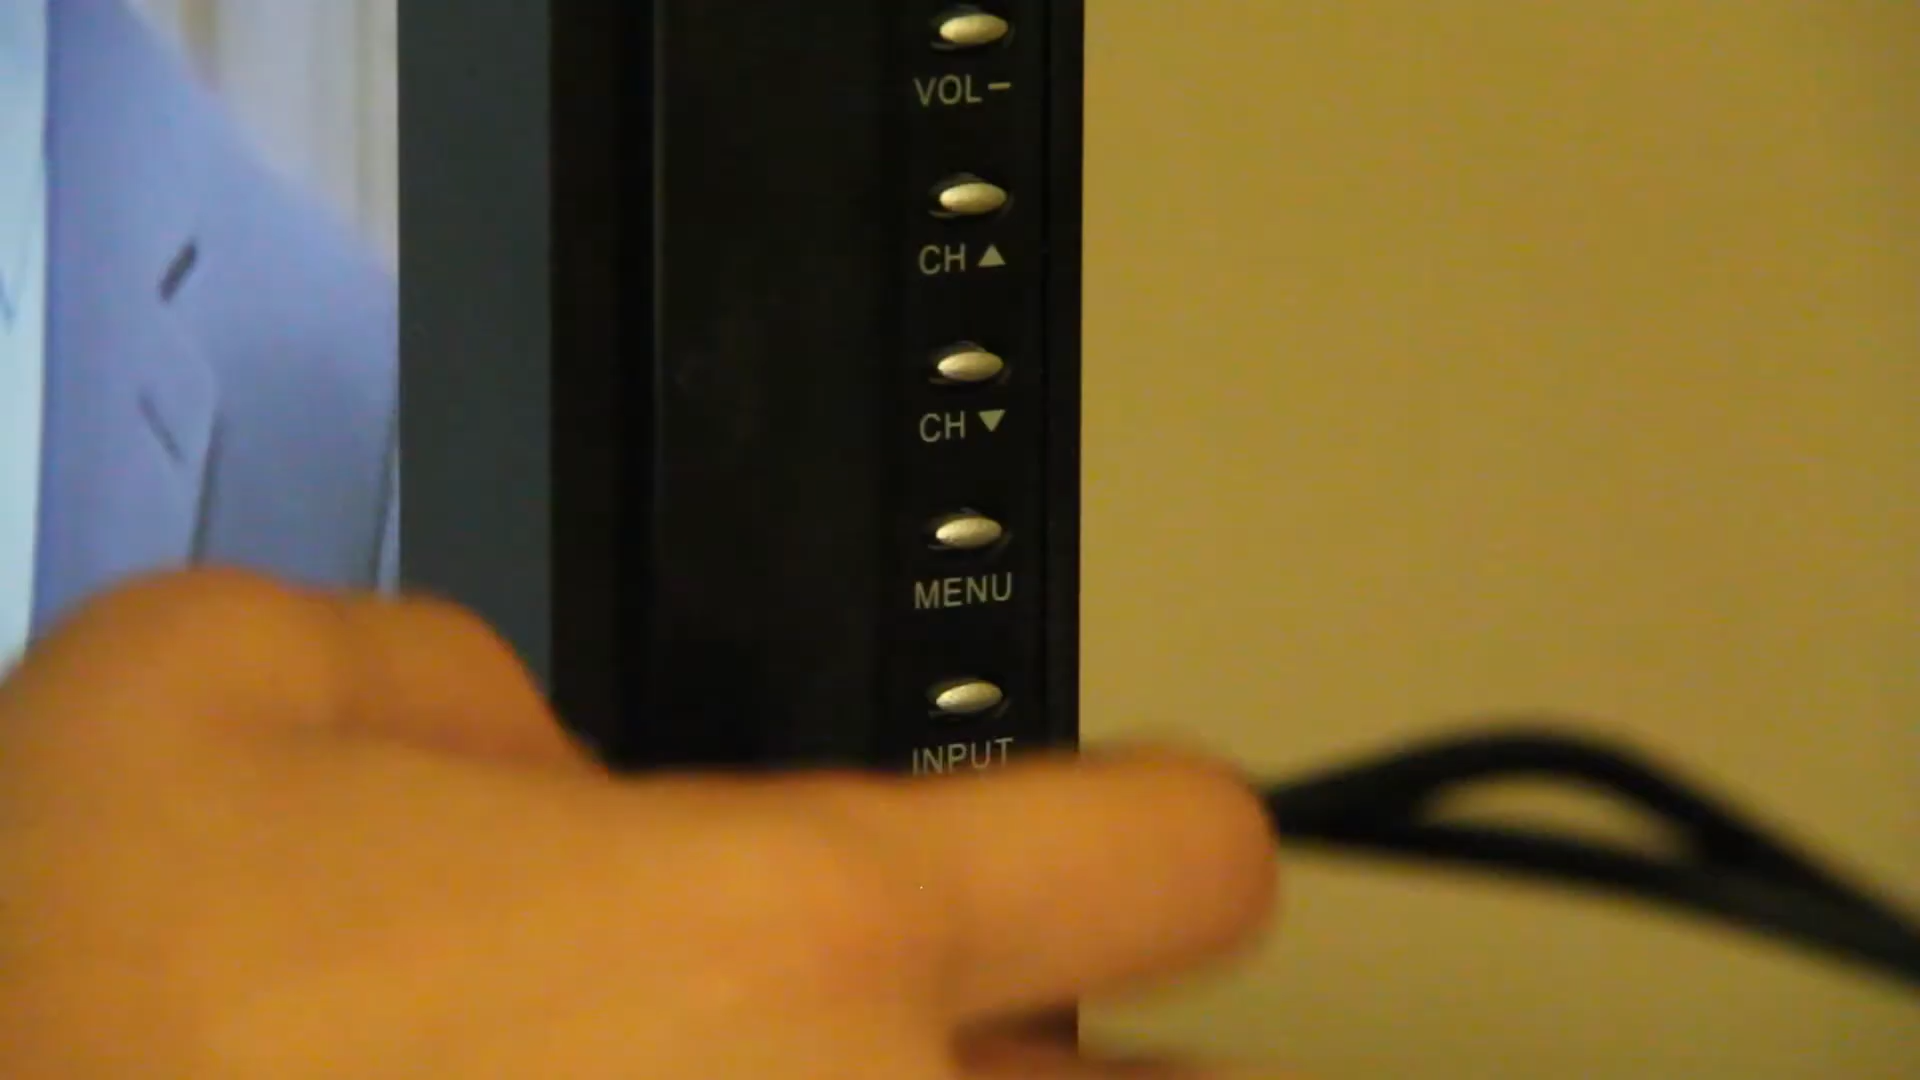 VOL −
CH ▲
CH ▼
MENU
INPUT